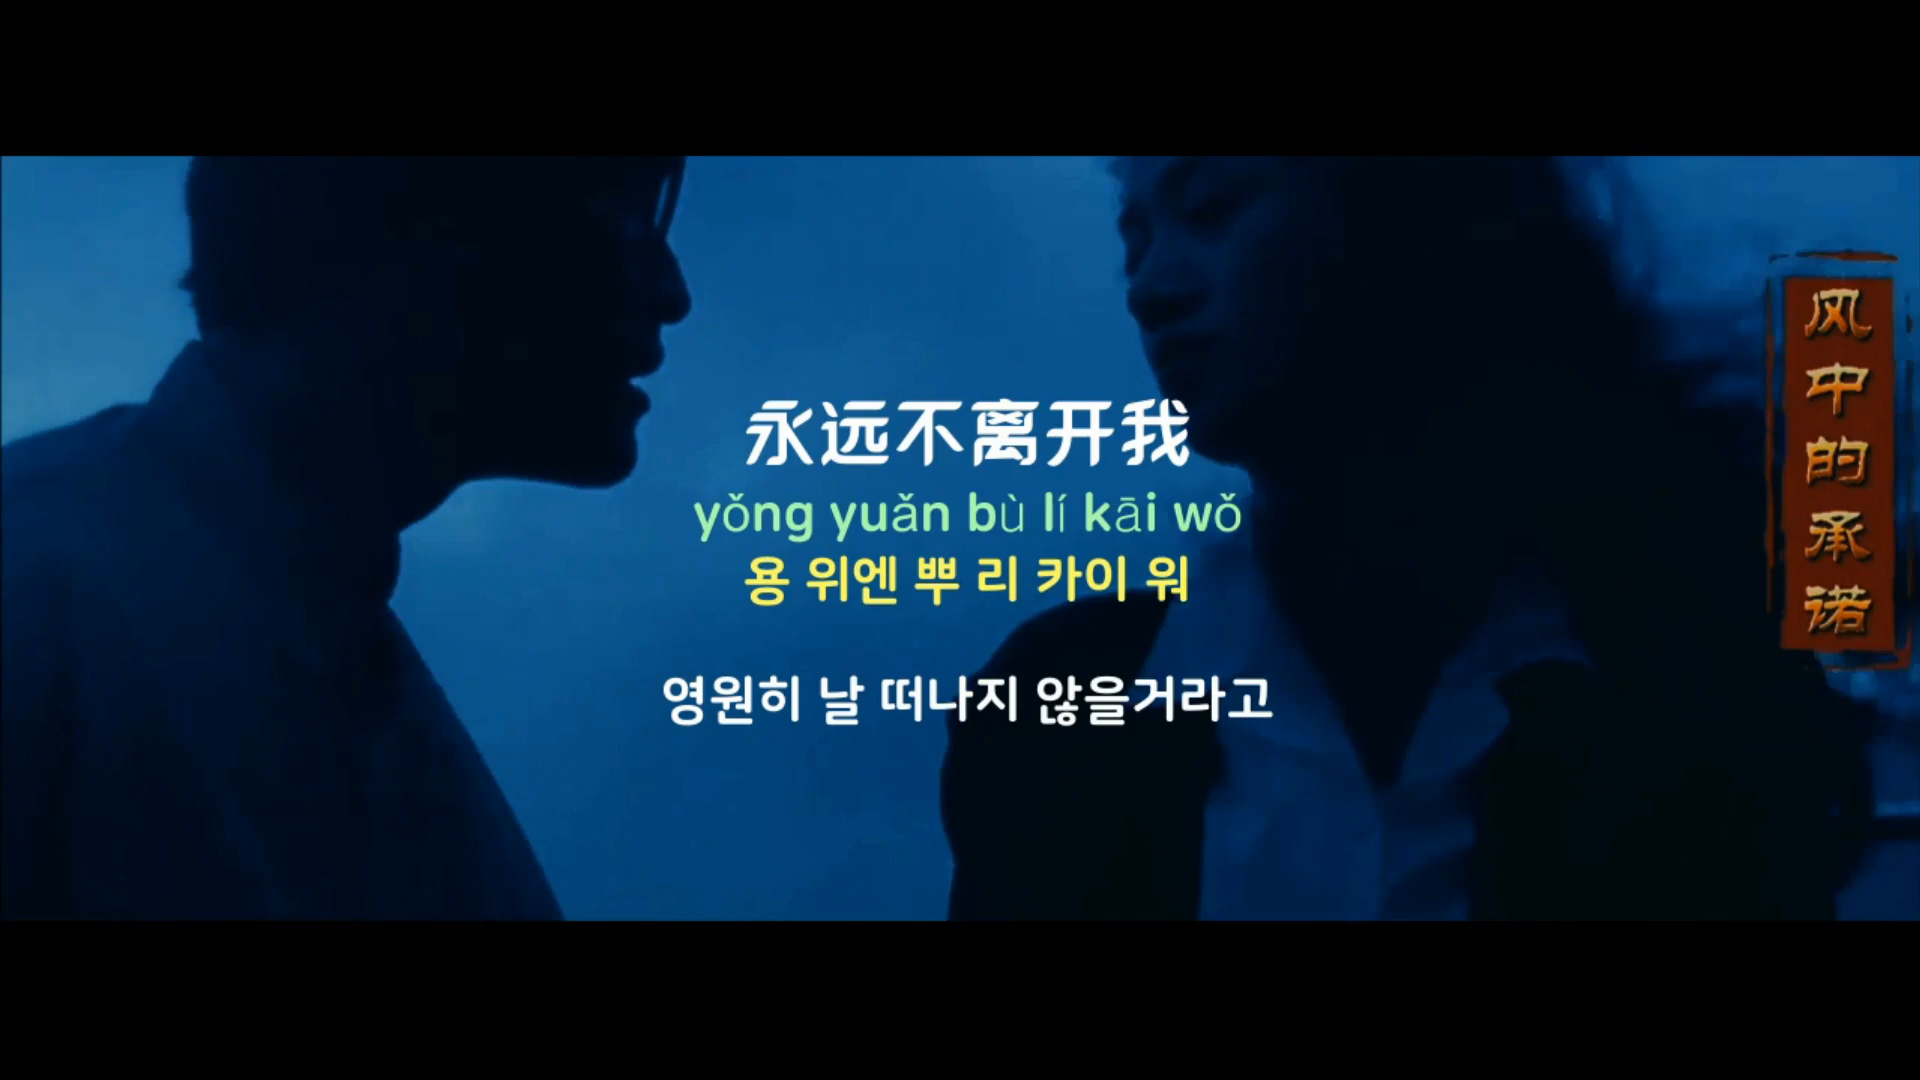 永远不离开我
yǒng yuǎn bù lí kāi wǒ
용 위엔 뿌 리 카이 워
영원히 날 떠나지 않을거라고
风中的承诺